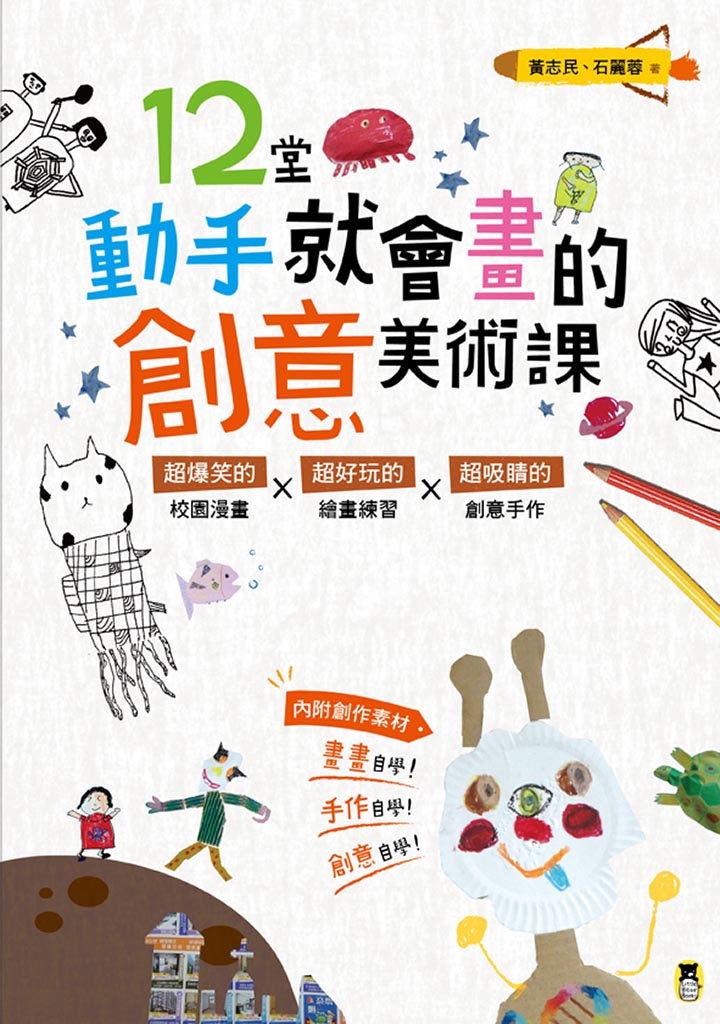 黃志民、石麗蓉 著
12堂
動手就會畫的
創意美術課
超爆笑的 X 超好玩的 X 超吸睛的
校園漫畫 繪畫練習 創意手作
內附創作素材，
畫畫自學！
手作自學！
創意自學！
Little
Bear
Books